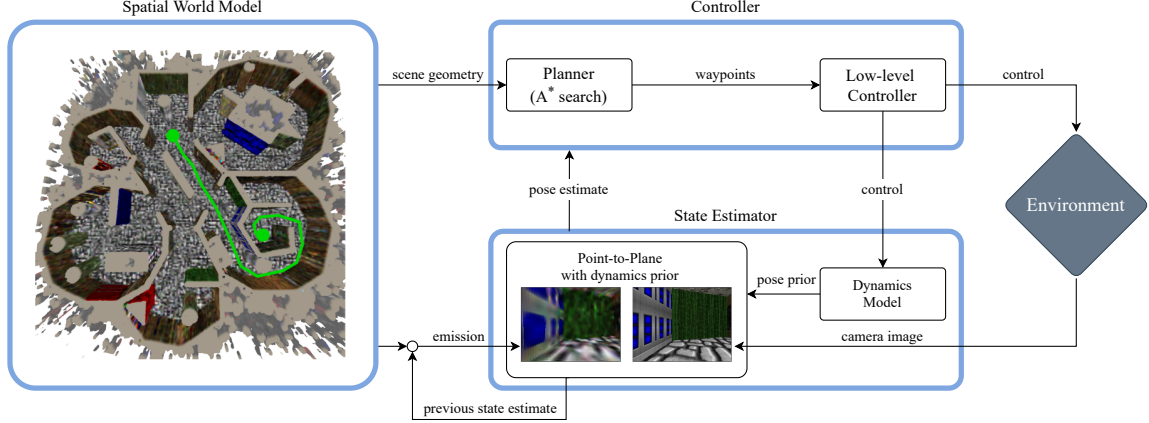 Spatial World Model
Controller
scene geometry
Planner
(A* search)
waypoints
Low-level
Controller
control
pose estimate
control
Environment
State Estimator
Point-to-Plane
with dynamics prior
pose prior
Dynamics
Model
emission
camera image
previous state estimate